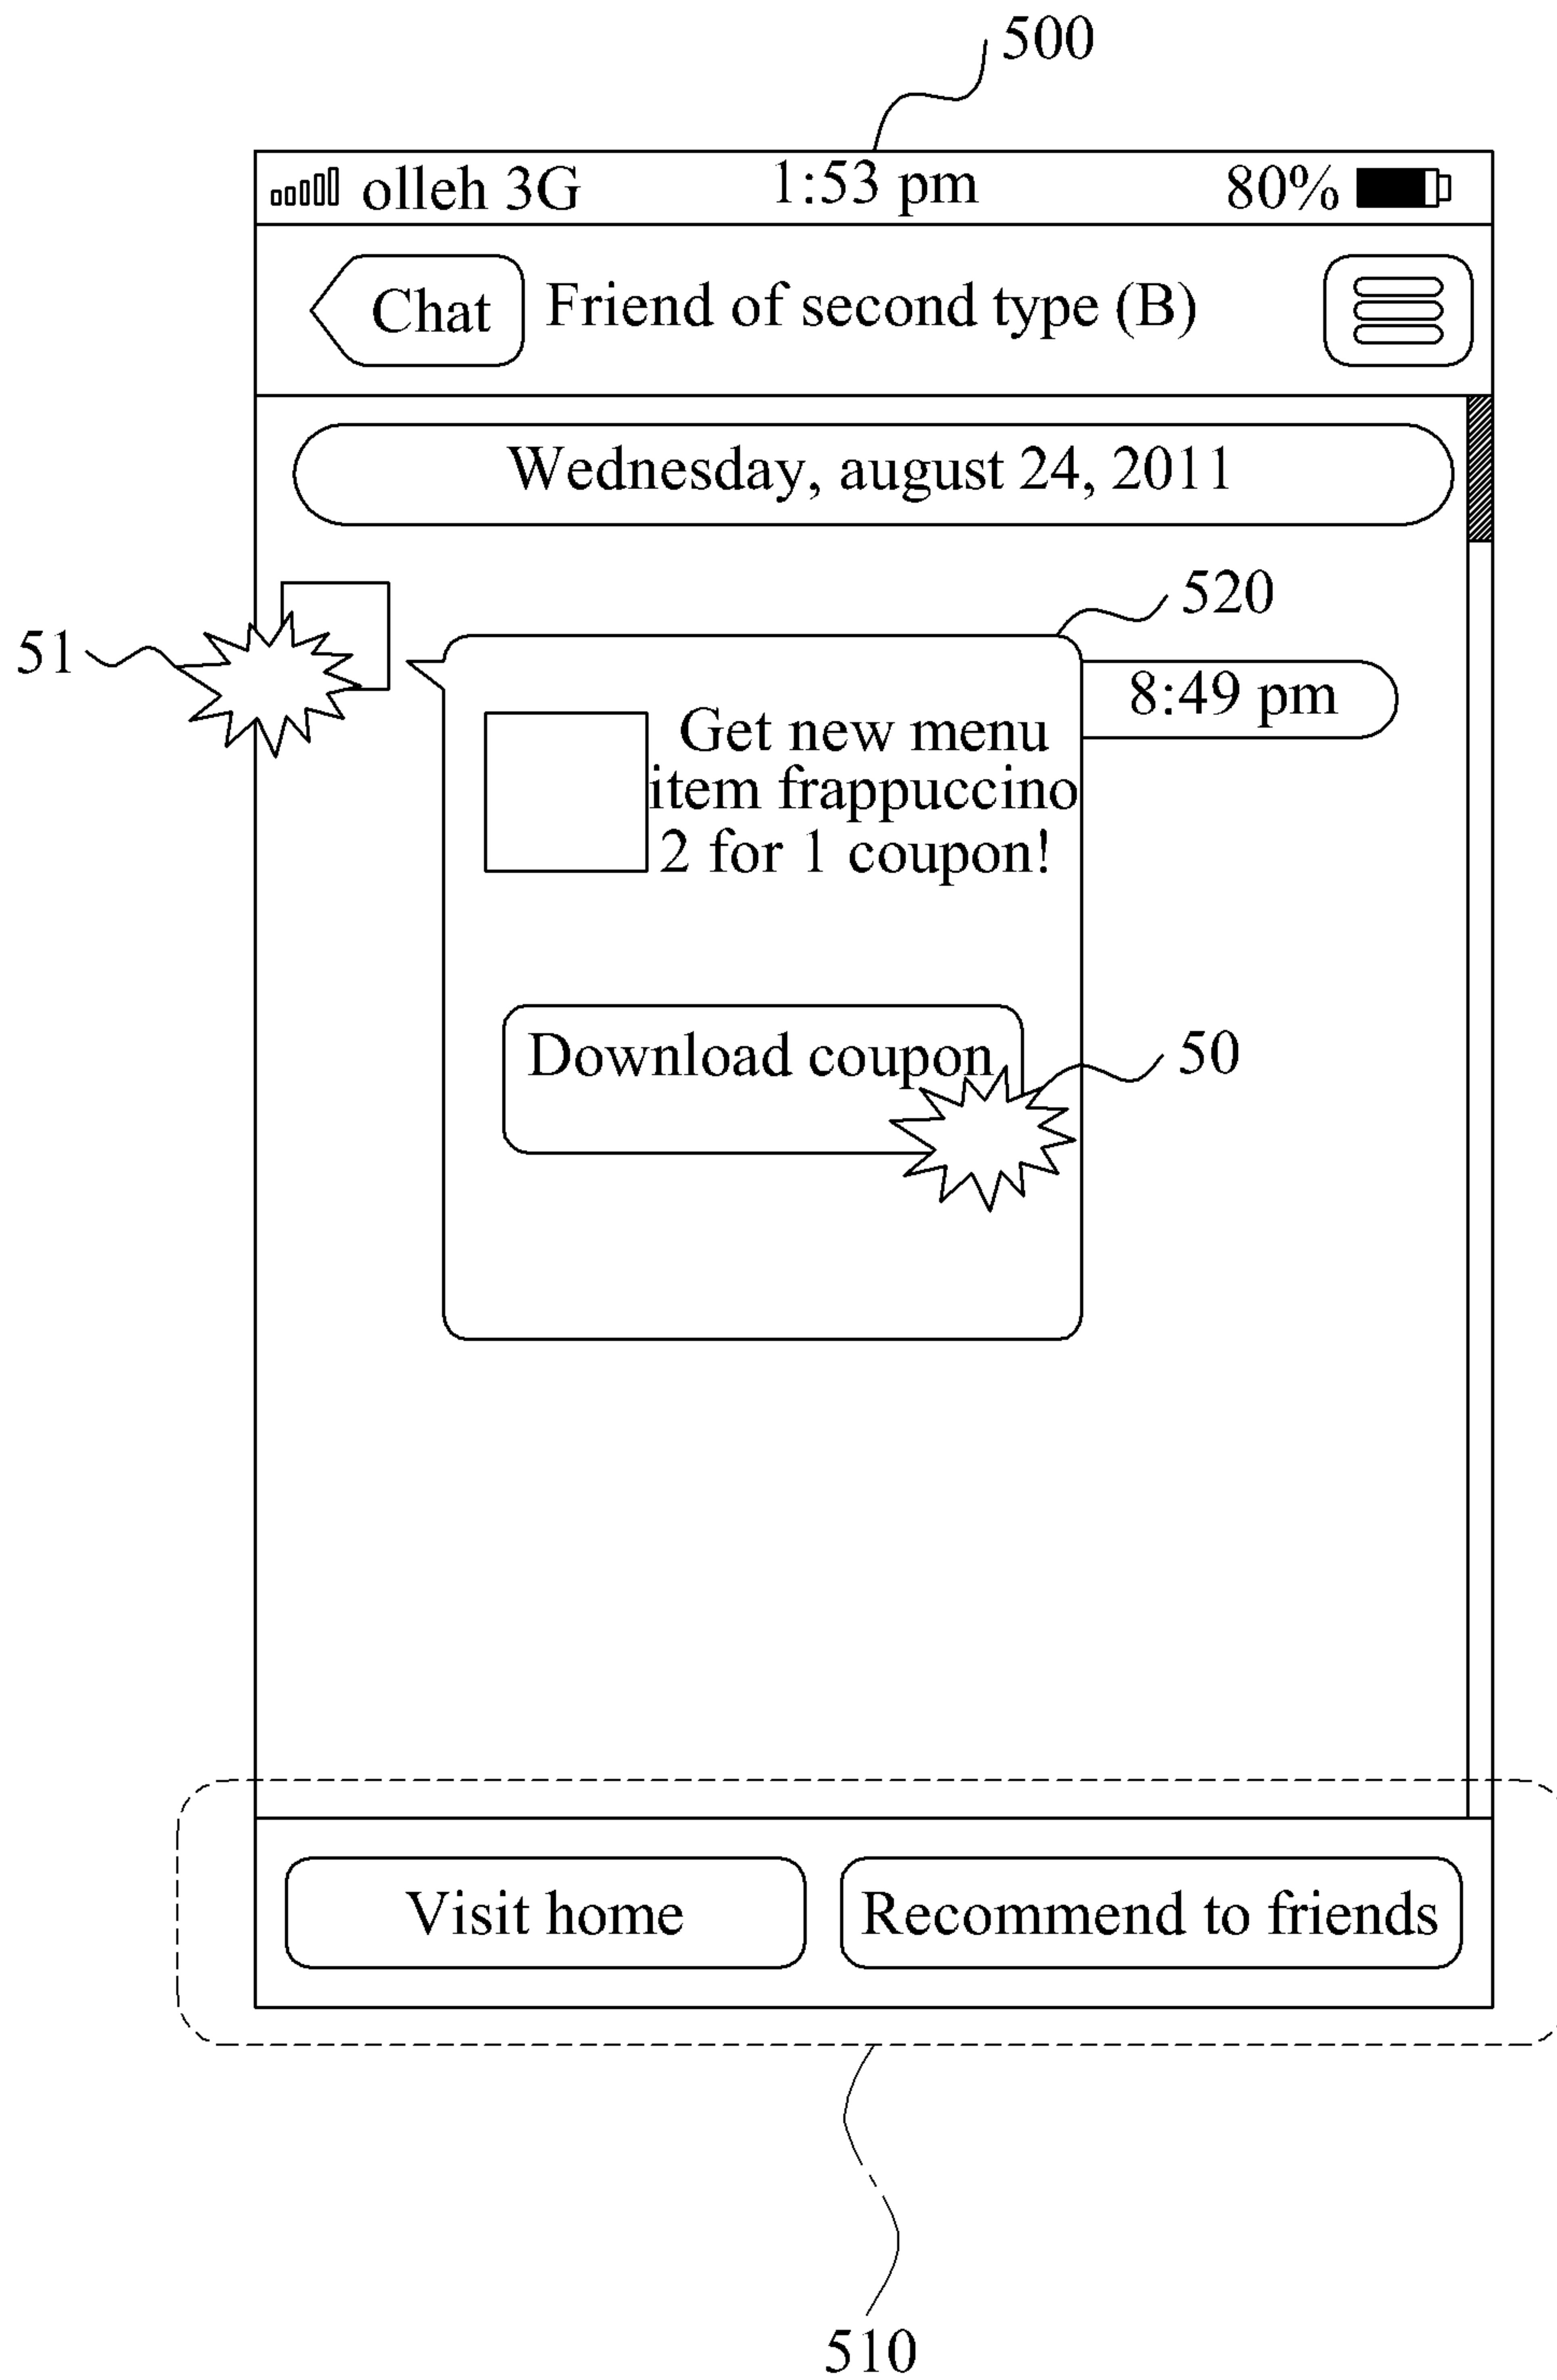 500
olleh 3G 1:53 pm 80%
Chat Friend of second type (B)
Wednesday, august 24, 2011
520
51
8:49 pm
Get new menu
item frappuccino
2 for 1 coupon!
Download coupon
50
Visit home Recommend to friends
510